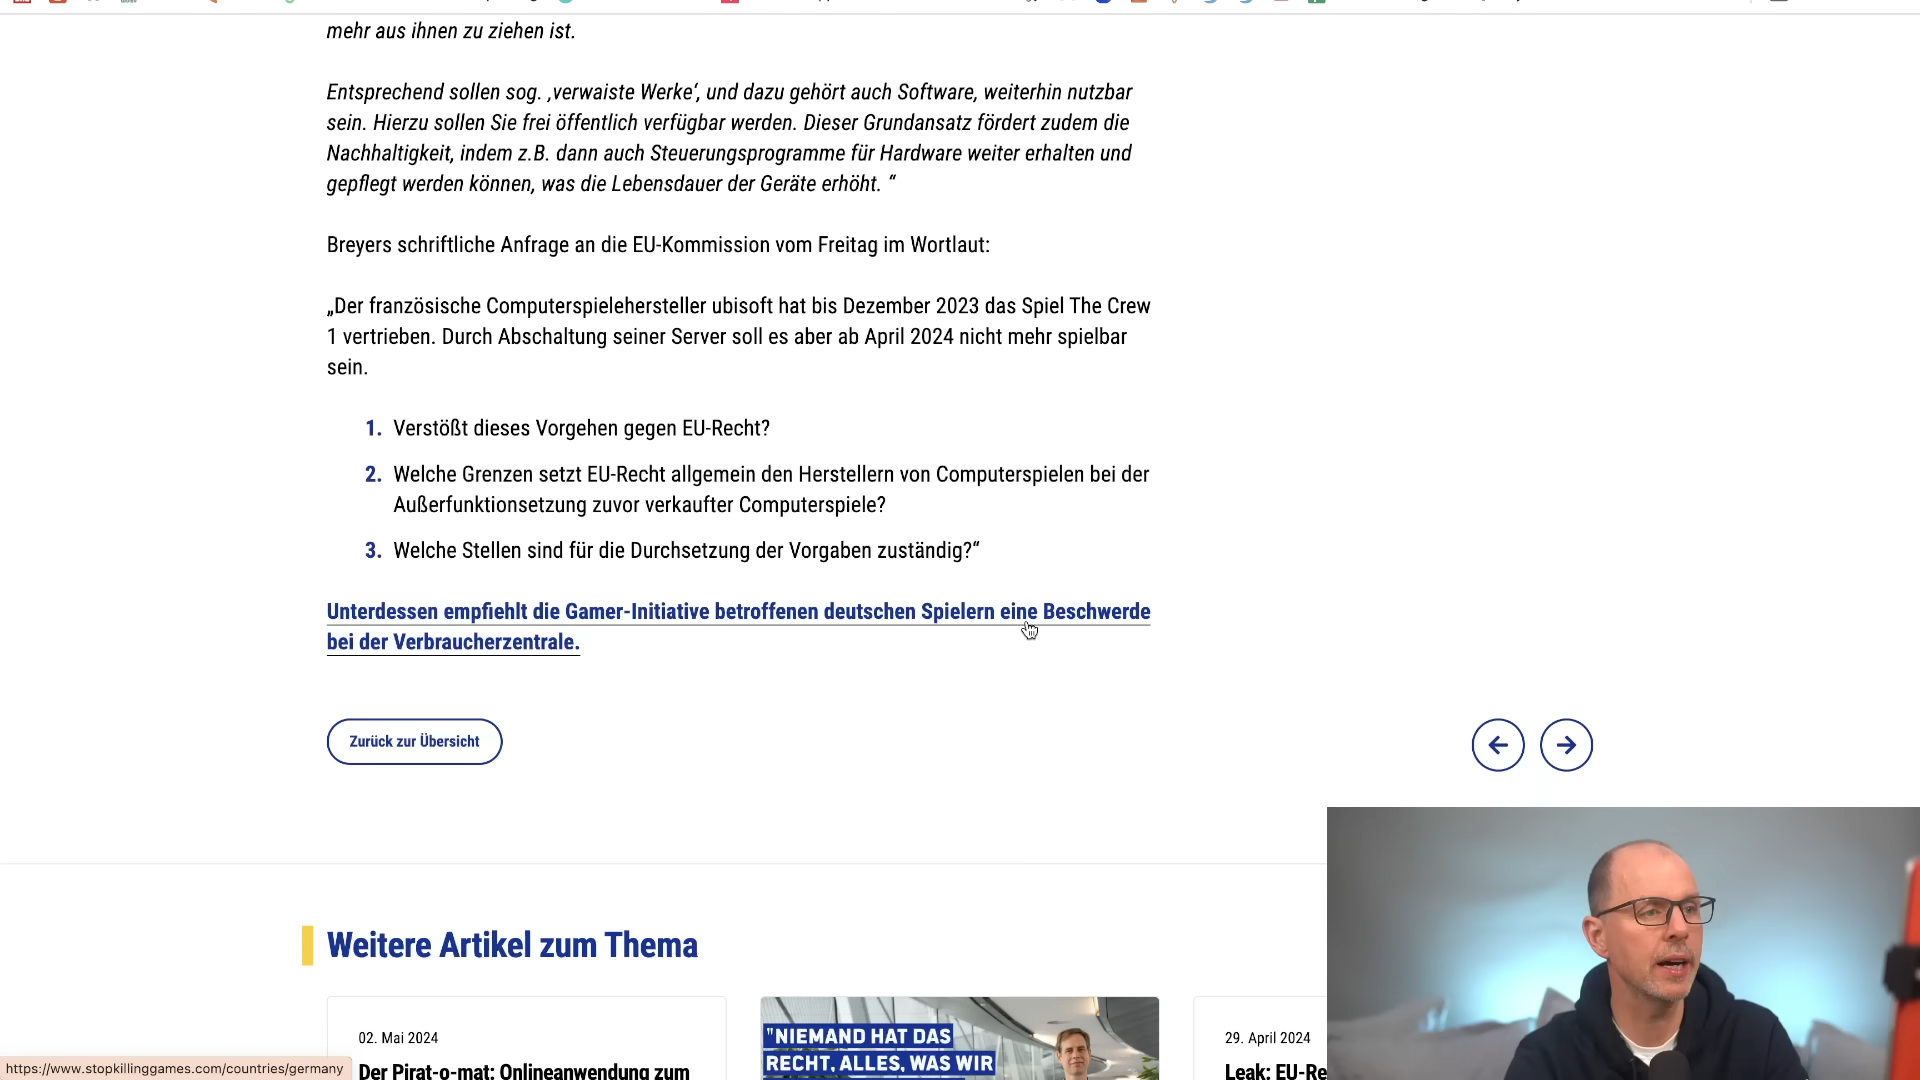 mehr aus ihnen zu ziehen ist.
Entsprechend sollen sog. ‚verwaiste Werke‘, und dazu gehört auch Software, weiterhin nutzbar
sein. Hierzu sollen Sie frei öffentlich verfügbar werden. Dieser Grundansatz fördert zudem die
Nachhaltigkeit, indem z.B. dann auch Steuerungsprogramme für Hardware weiter erhalten und
gepflegt werden können, was die Lebensdauer der Geräte erhöht. “
Breyers schriftliche Anfrage an die EU-Kommission vom Freitag im Wortlaut:
„Der französische Computerspielehersteller ubisoft hat bis Dezember 2023 das Spiel The Crew
1 vertrieben. Durch Abschaltung seiner Server soll es aber ab April 2024 nicht mehr spielbar
sein.
1. Verstößt dieses Vorgehen gegen EU-Recht?
2. Welche Grenzen setzt EU-Recht allgemein den Herstellern von Computerspielen bei der
Außerfunktionsetzung zuvor verkaufter Computerspiele?
3. Welche Stellen sind für die Durchsetzung der Vorgaben zuständig?“
Unterdessen empfiehlt die Gamer-Initiative betroffenen deutschen Spielern eine Beschwerde
bei der Verbraucherzentrale.
Zurück zur Übersicht
Weitere Artikel zum Thema
02. Mai 2024
Der Pirat-o-mat: Onlineanwendung zum
"NIEMAND HAT DAS
RECHT, ALLES, WAS WIR
29. April 2024
Leak: EU-Re
https://www.stopkillinggames.com/countries/germany